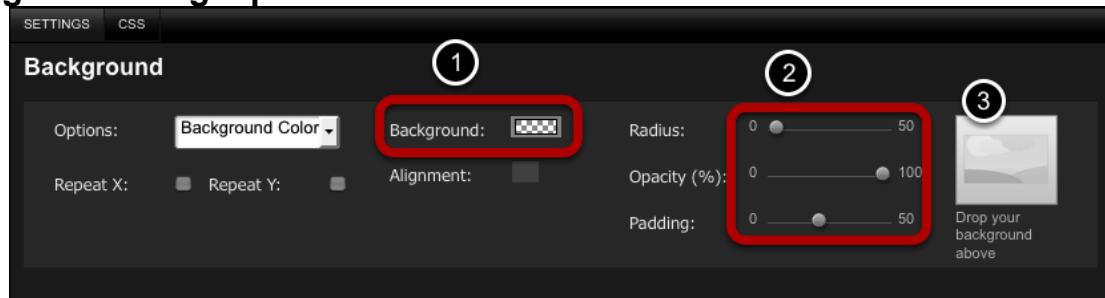 SETTINGS CSS
Background
1
2
3
Options: Background Color Background: Radius: 0 50
Repeat X: Repeat Y: Alignment: Opacity (%): 0 100
Padding: 0 50
Drop your
background
above